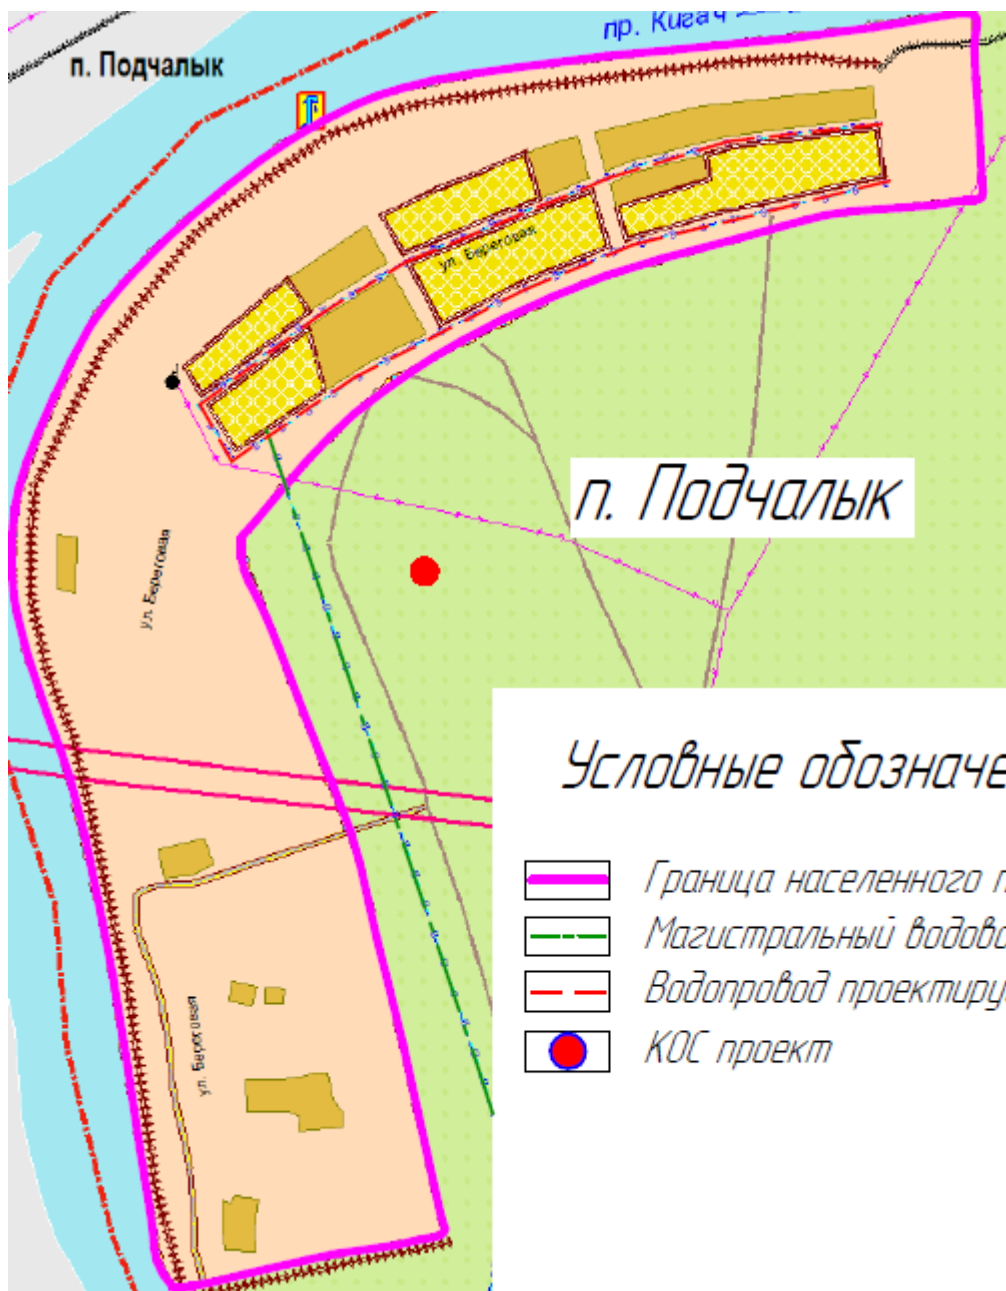 пр. Кигач
п. Подчалык
ул. Береговая
п. Подчалык
ул. Береговая
Условные обозначе
Граница населенного п
Магистральный водово
Водопровод проектиру
КОС проект
ул. Береговая